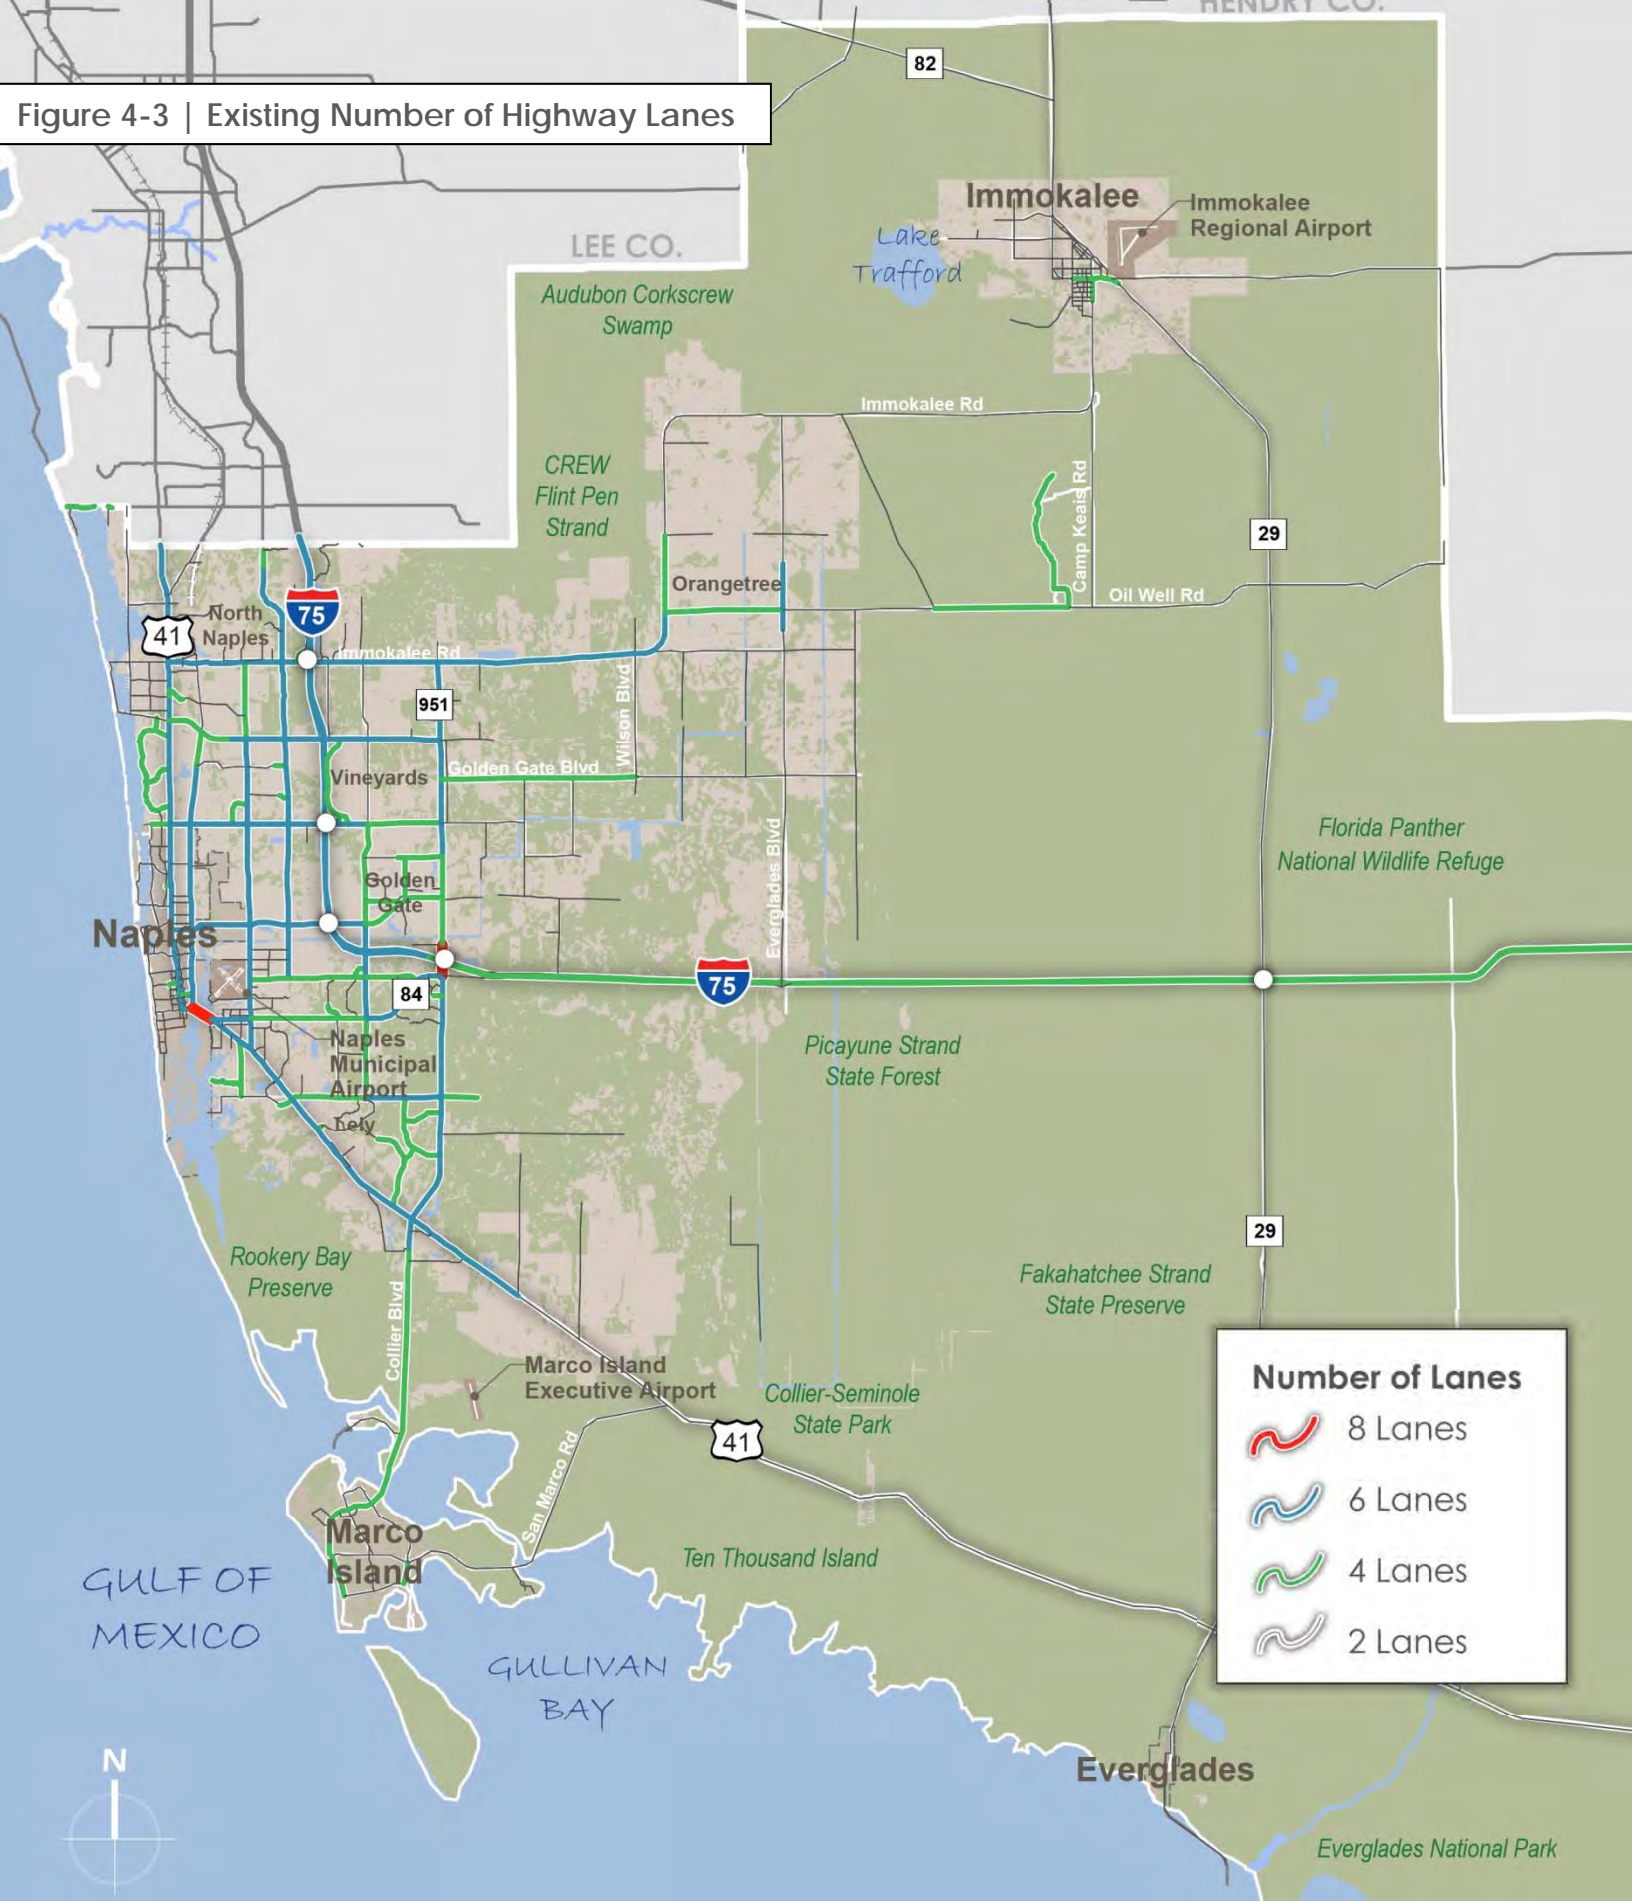 HENDRY CO.
82
Figure 4-3 | Existing Number of Highway Lanes
Immokalee
Immokalee
Regional Airport
LEE CO.
Lake
Trafford
Audubon Corkscrew
Swamp
Immokalee Rd
CREW
Flint Pen
Strand
Camp Keais Rd
29
Orangetree
Oil Well Rd
North
Naples
75
41
Immokalee Rd
951
Wilson Blvd
Vineyards
Golden Gate Blvd
Florida Panther
National Wildlife Refuge
Everglades Blvd
Golden
Gate
Naples
75
84
Naples
Municipal
Airport
Picayune Strand
State Forest
Lely
29
Rookery Bay
Preserve
Fakahatchee Strand
State Preserve
Collier Blvd
Marco Island
Executive Airport
Collier-Seminole
State Park
41
San Marco Rd
Number of Lanes
8 Lanes
6 Lanes
4 Lanes
2 Lanes
Marco
Island
Ten Thousand Island
GULF OF
MEXICO
GULLIVAN
BAY
N
Everglades
Everglades National Park